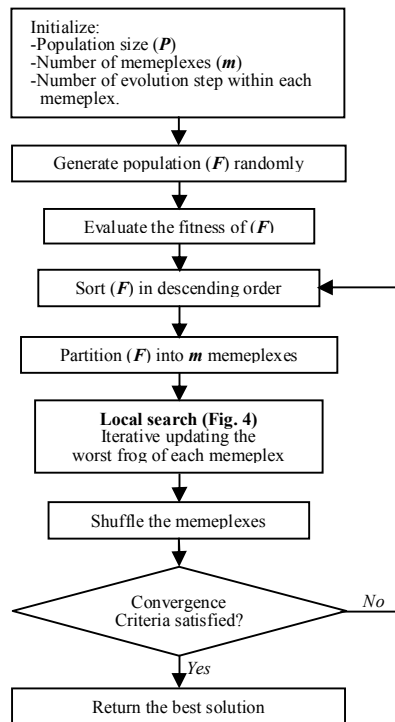 Initialize:
-Population size (P)
-Number of memeplexes (m)
-Number of evolution step within each
memeplex.
Generate population (F) randomly
Evaluate the fitness of (F)
Sort (F) in descending order
Partition (F) into m memeplexes
Local search (Fig. 4)
Iterative updating the
worst frog of each memeplex
Shuffle the memeplexes
Convergence
Criteria satisfied?
No
Yes
Return the best solution